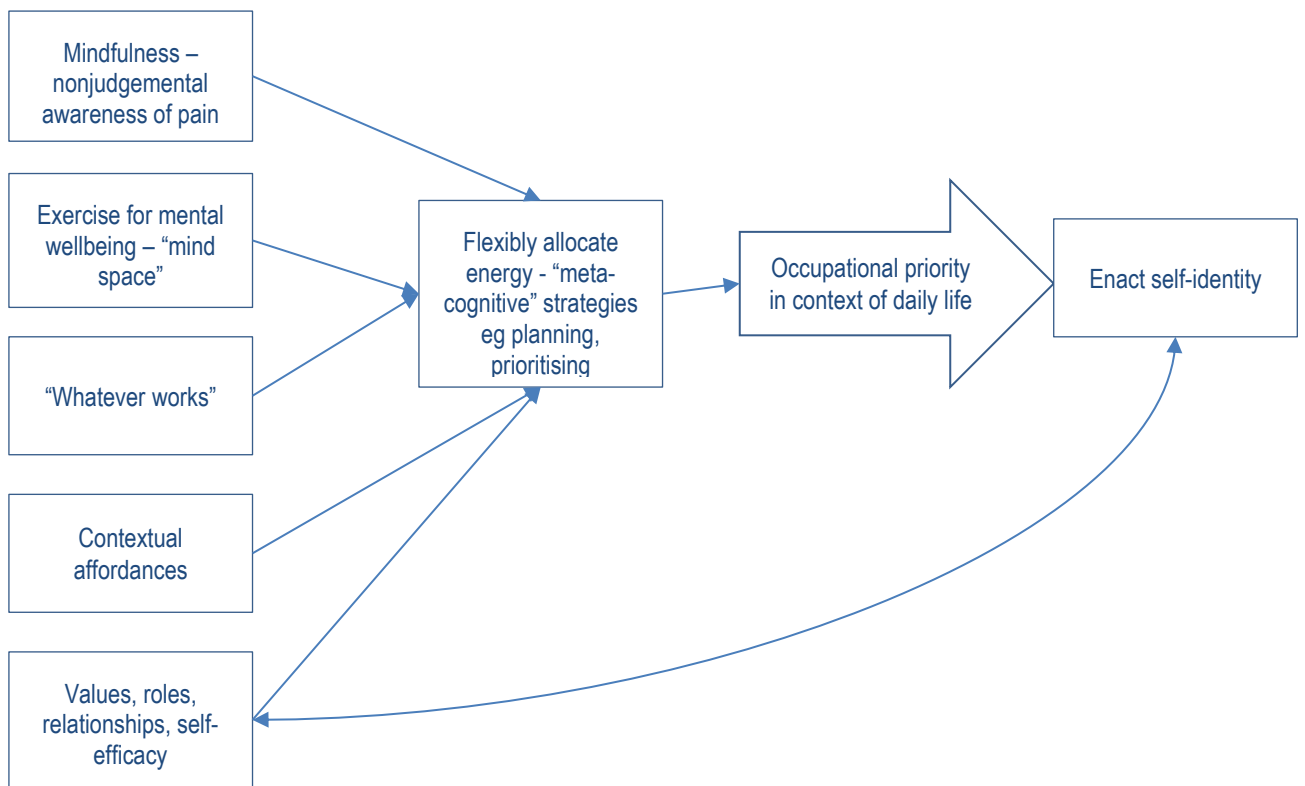 Mindfulness –
nonjudgemental
awareness of pain
Exercise for mental
wellbeing – “mind
space”
“Whatever works”
Contextual
affordances
Values, roles,
relationships, self-
efficacy
Flexibly allocate
energy - “meta-
cognitive” strategies
eg planning,
prioritising
Occupational priority
in context of daily life
Enact self-identity